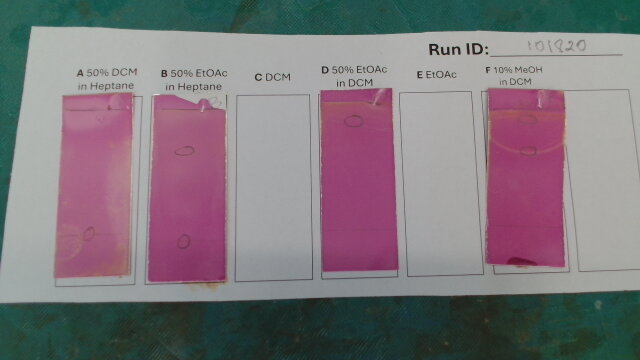 Run ID: 101820
A 50% DCM
in Heptane
B 50% EtOAc
in Heptane
C DCM
D 50% EtOAc
in DCM
E EtOAc
F 10% MeOH
in DCM